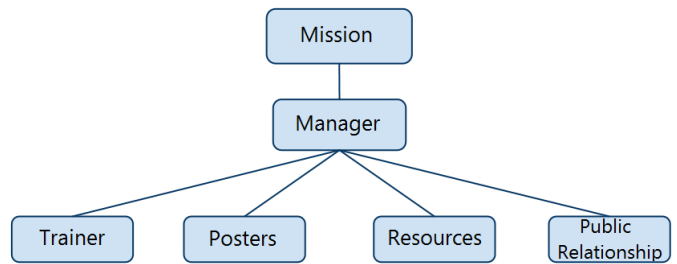 Mission
Manager
Trainer
Posters
Resources
Public
Relationship